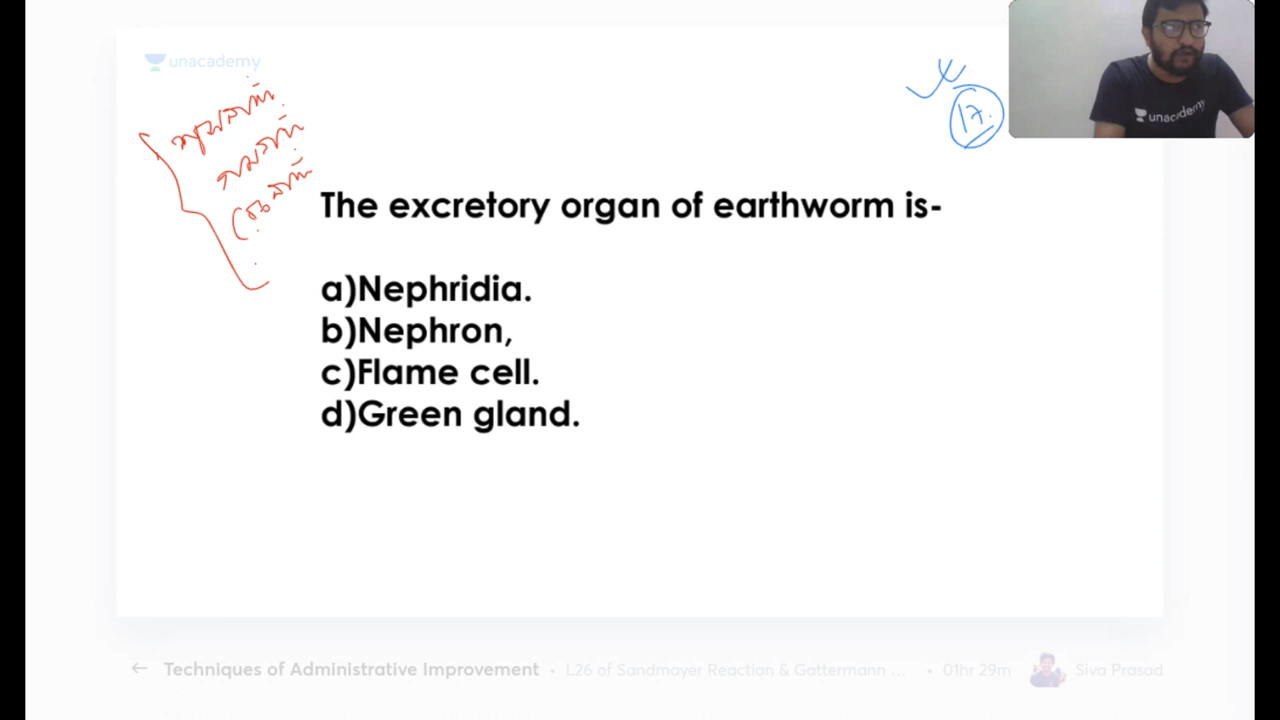 unacademy
17.
unacademy
The excretory organ of earthworm is-
a)Nephridia.
b)Nephron,
c)Flame cell.
d)Green gland.
← Techniques of Administrative Improvement • L26 of Sandmayer Reaction & Gattermann ... • 01hr 29m Siva Prasad